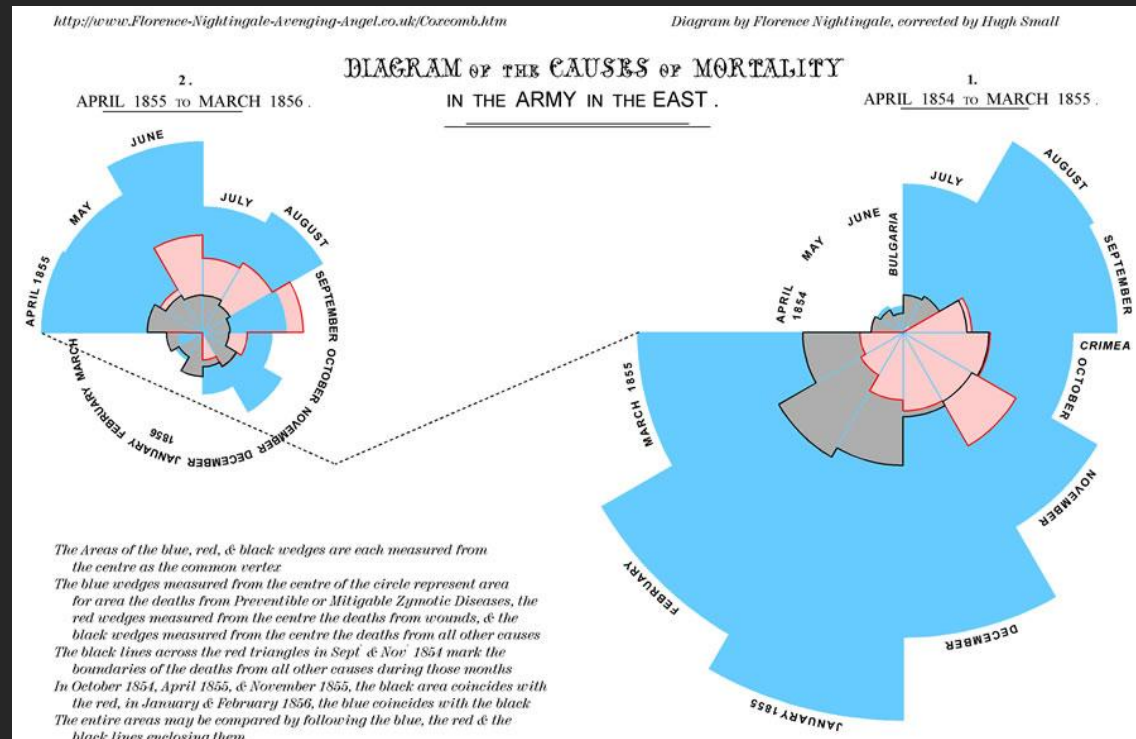 http://www.Florence-Nightingale-Avenging-Angel.co.uk/Coxcomb.htm
Diagram by Florence Nightingale, corrected by Hugh Small
DIAGRAM OF THE CAUSES OF MORTALITY
IN THE ARMY IN THE EAST.
2.
APRIL 1855 TO MARCH 1856.
1.
APRIL 1854 TO MARCH 1855.
APRIL 1855
MAY
JUNE
JULY
AUGUST
SEPTEMBER
OCTOBER
NOVEMBER
DECEMBER
JANUARY
FEBRUARY
MARCH
1856
APRIL
1854
MAY
JUNE
BULGARIA
JULY
AUGUST
SEPTEMBER
CRIMEA
OCTOBER
NOVEMBER
DECEMBER
JANUARY 1855
FEBRUARY
MARCH 1855
The Areas of the blue, red, & black wedges are each measured from
the centre as the common vertex
The blue wedges measured from the centre of the circle represent area
for area the deaths from Preventible or Mitigable Zymotic Diseases, the
red wedges measured from the centre the deaths from wounds, & the
black wedges measured from the centre the deaths from all other causes
The black lines across the red triangles in Sept' & Nov' 1854 mark the
boundaries of the deaths from all other causes during those months
In October 1854, April 1855, & November 1855, the black area coincides with
the red, in January & February 1856, the blue coincides with the black
The entire areas may be compared by following the blue, the red & the
black lines enclosing them